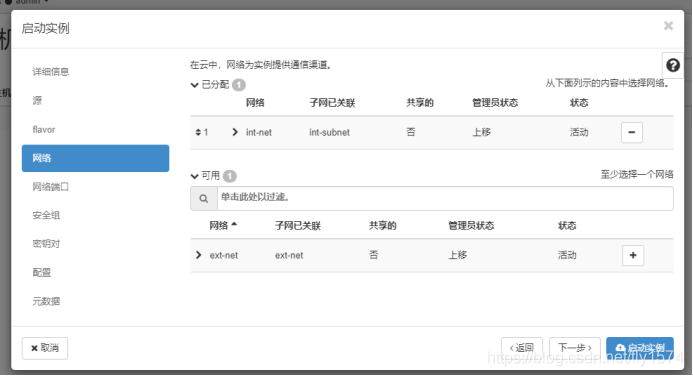 admin
启动实例
×
详细信息
源
flavor
网络
网络端口
安全组
密钥对
配置
元数据
在云中，网络为实例提供通信渠道。
已分配 1
从下面列示的内容中选择网络。
网络 子网已关联 共享的 管理员状态 状态
1 int-net int-subnet 否 上移 活动
可用 1
至少选择一个网络
单击此处以过滤。
网络 子网已关联 共享的 管理员状态 状态
ext-net ext-net 否 上移 活动
取消
返回
下一步
启动实例